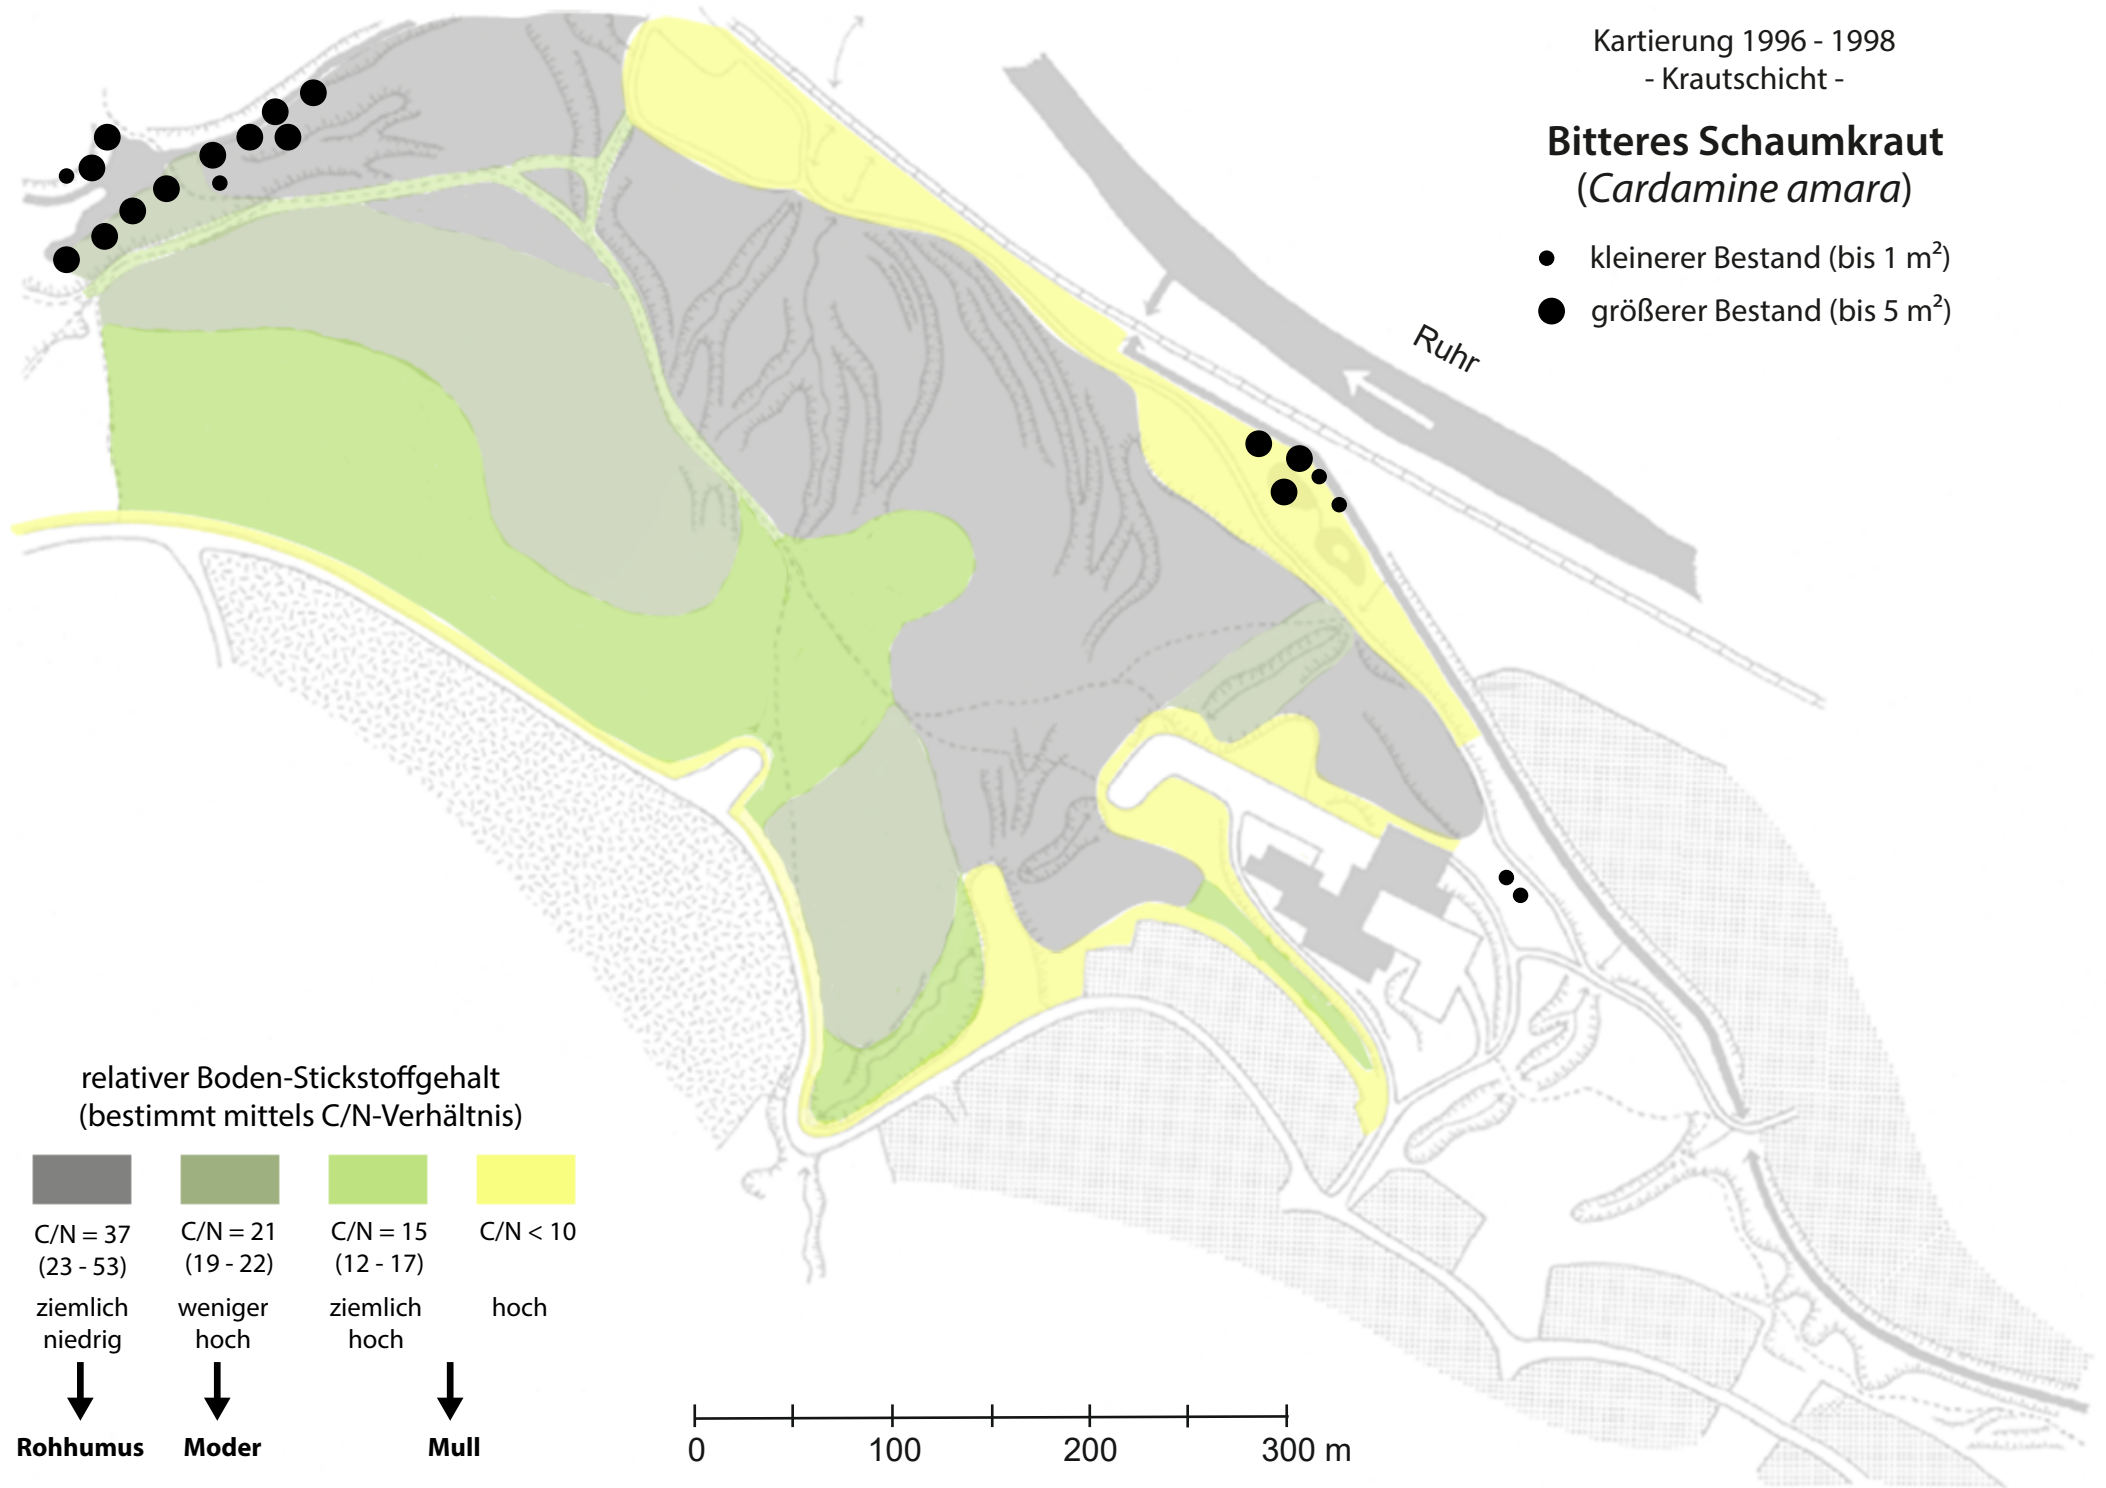 Kartierung 1996 - 1998
- Krautschicht -
Bitteres Schaumkraut
(Cardamine amara)
kleinerer Bestand (bis 1 m²)
größerer Bestand (bis 5 m²)
Ruhr
relativer Boden-Stickstoffgehalt
(bestimmt mittels C/N-Verhältnis)
C/N = 37 C/N = 21 C/N = 15 C/N < 10
(23 - 53) (19 - 22) (12 - 17)
ziemlich weniger ziemlich hoch
niedrig hoch hoch
Rohhumus Moder Mull
0 100 200 300 m